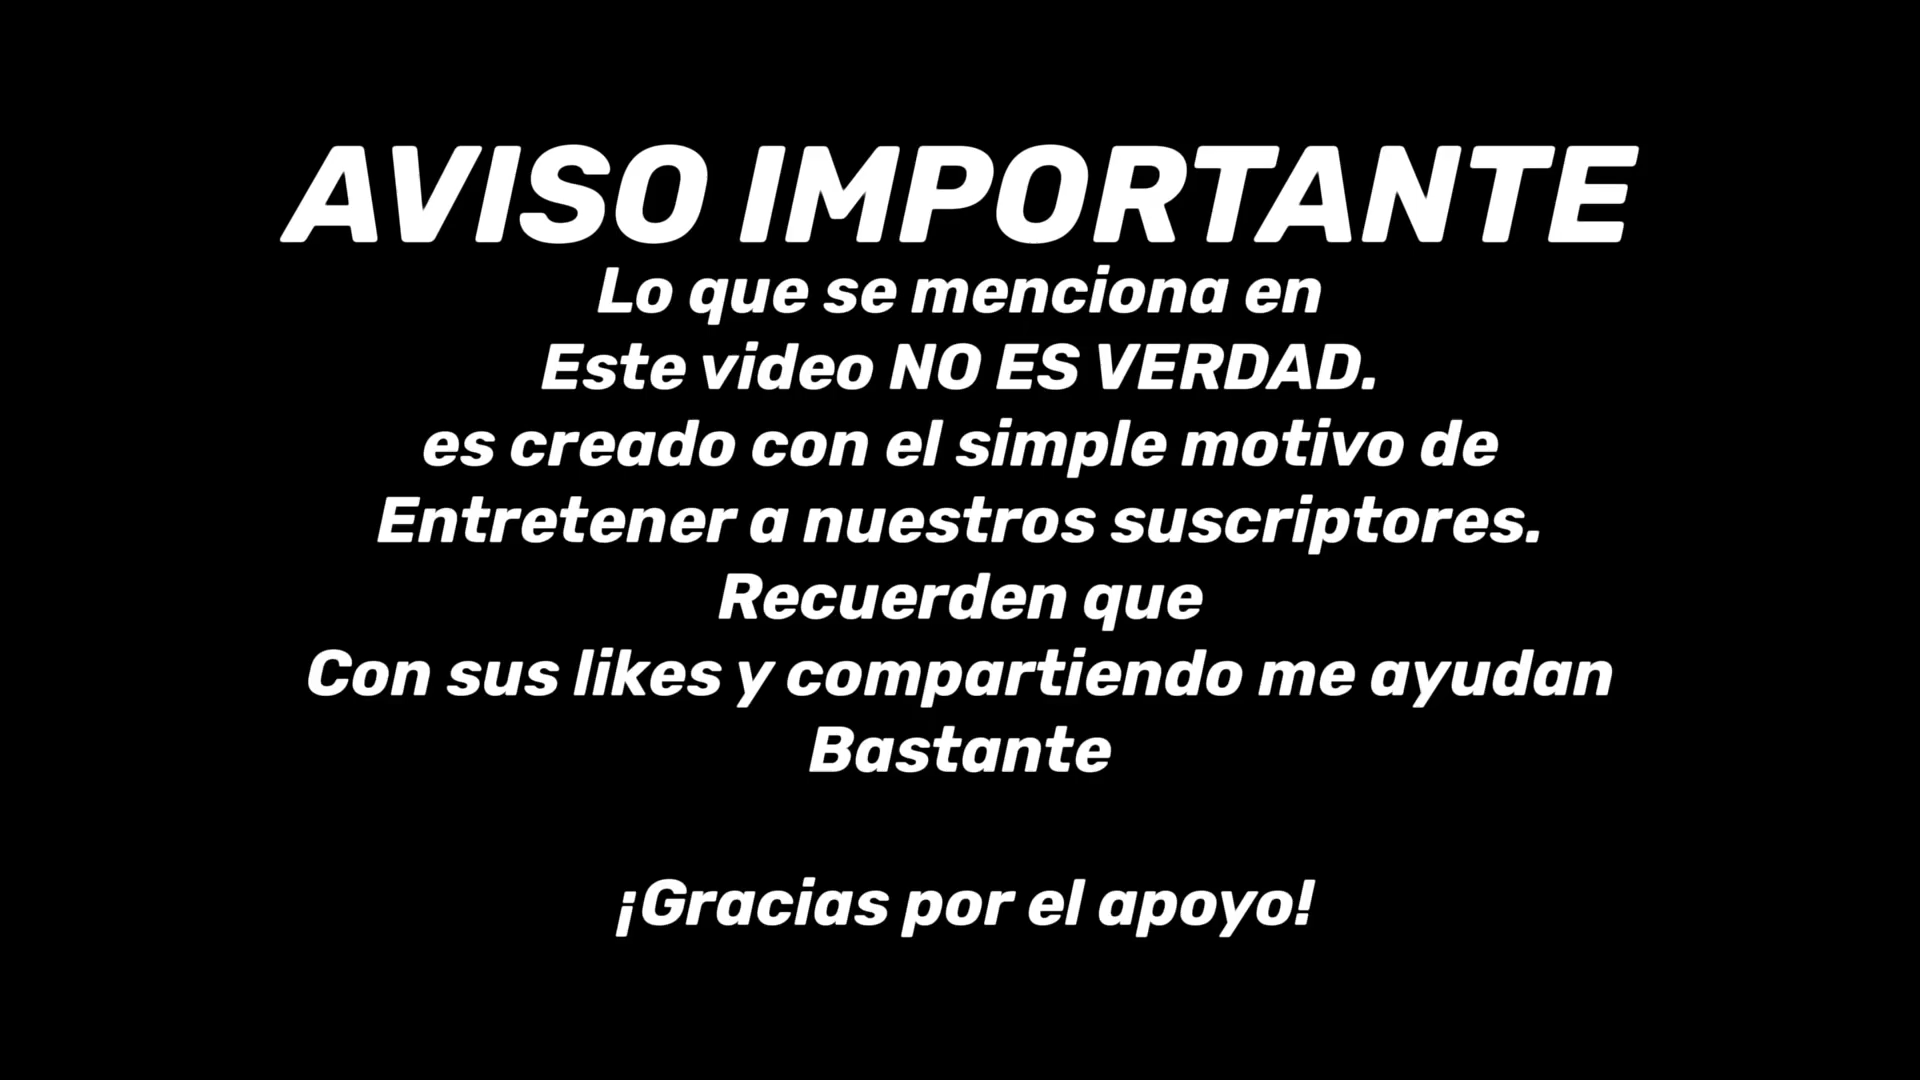 AVISO IMPORTANTE
Lo que se menciona en
Este video NO ES VERDAD.
es creado con el simple motivo de
Entretener a nuestros suscriptores.
Recuerden que
Con sus likes y compartiendo me ayudan
Bastante
¡Gracias por el apoyo!